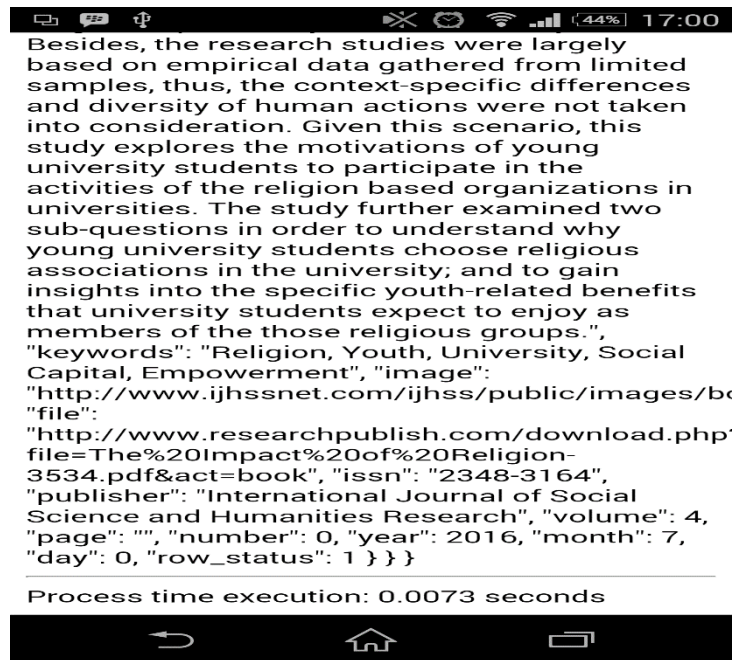 44% 17:00
Besides, the research studies were largely
based on empirical data gathered from limited
samples, thus, the context-specific differences
and diversity of human actions were not taken
into consideration. Given this scenario, this
study explores the motivations of young
university students to participate in the
activities of the religion based organizations in
universities. The study further examined two
sub-questions in order to understand why
young university students choose religious
associations in the university; and to gain
insights into the specific youth-related benefits
that university students expect to enjoy as
members of the those religious groups.",
"keywords": "Religion, Youth, University, Social
Capital, Empowerment", "image":
"http://www.ijhssnet.com/ijhss/public/images/bo
"file":
"http://www.researchpublish.com/download.php?
file=The%20Impact%20of%20Religion-
3534.pdf&act=book", "issn": "2348-3164",
"publisher": "International Journal of Social
Science and Humanities Research", "volume": 4,
"page": "", "number": 0, "year": 2016, "month": 7,
"day": 0, "row_status": 1 } } }
Process time execution: 0.0073 seconds